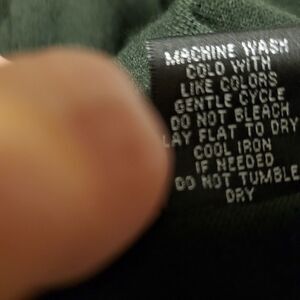 MACHINE WASH
COLD WITH
LIKE COLORS
GENTLE CYCLE
DO NOT BLEACH
LAY FLAT TO DRY
COOL IRON
IF NEEDED
DO NOT TUMBLE
DRY